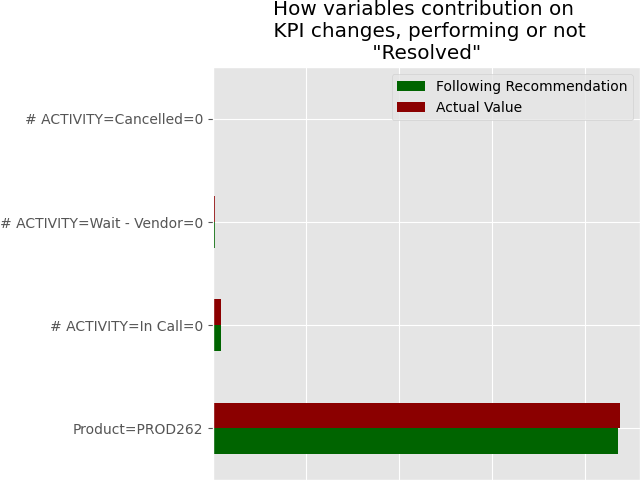 How variables contribution on
KPI changes, performing or not
"Resolved"
Following Recommendation
Actual Value
# ACTIVITY=Cancelled=0
# ACTIVITY=Wait - Vendor=0
# ACTIVITY=In Call=0
Product=PROD262